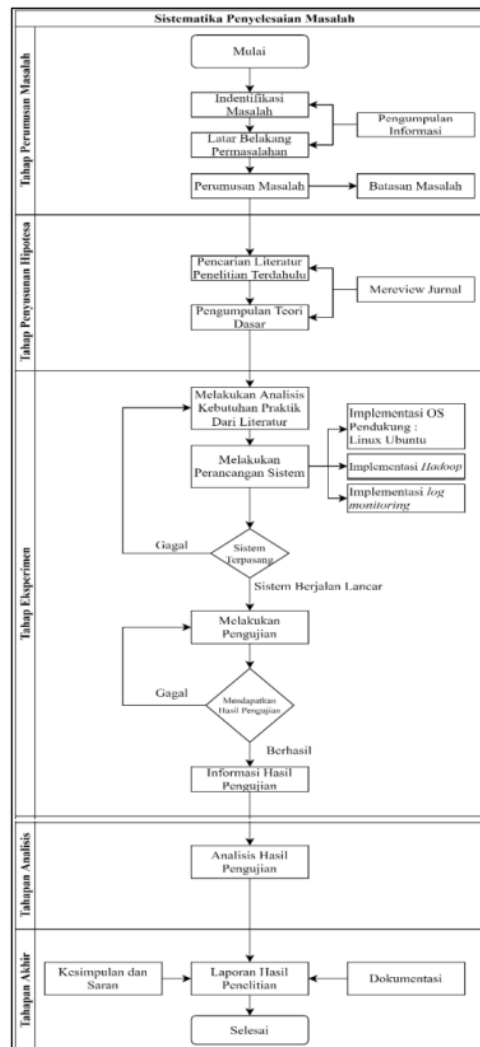 Sistematika Penyelesaian Masalah
Tahap Perumusan Masalah
Mulai
Indentifikasi
Masalah
Pengumpulan
Informasi
Latar Belakang
Permasalahan
Perumusan Masalah
Batasan Masalah
Tahap Penyusunan Hipotesa
Pencarian Literatur
Penelitian Terdahulu
Mereview Jurnal
Pengumpulan Teori
Dasar
Tahap Eksperimen
Melakukan Analisis
Kebutuhan Praktik
Dari Literatur
Implementasi OS
Pendukung :
Linux Ubuntu
Melakukan
Perancangan Sistem
Implementasi Hadoop
Implementasi log
monitoring
Gagal
Sistem
Terpasang
Sistem Berjalan Lancar
Melakukan
Pengujian
Gagal
Mendapatkan
Hasil Pengujian
Berhasil
Informasi Hasil
Pengujian
Tahapan Analisis
Analisis Hasil
Pengujian
Tahapan Akhir
Kesimpulan dan
Saran
Laporan Hasil
Penelitian
Dokumentasi
Selesai